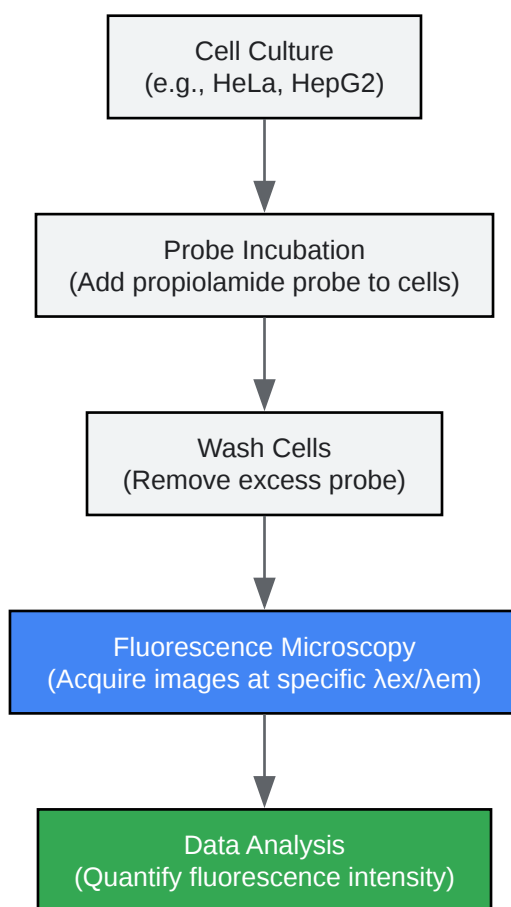 Cell Culture
(e.g., HeLa, HepG2)
Probe Incubation
(Add propiolamide probe to cells)
Wash Cells
(Remove excess probe)
Fluorescence Microscopy
(Acquire images at specific λex/λem)
Data Analysis
(Quantify fluorescence intensity)